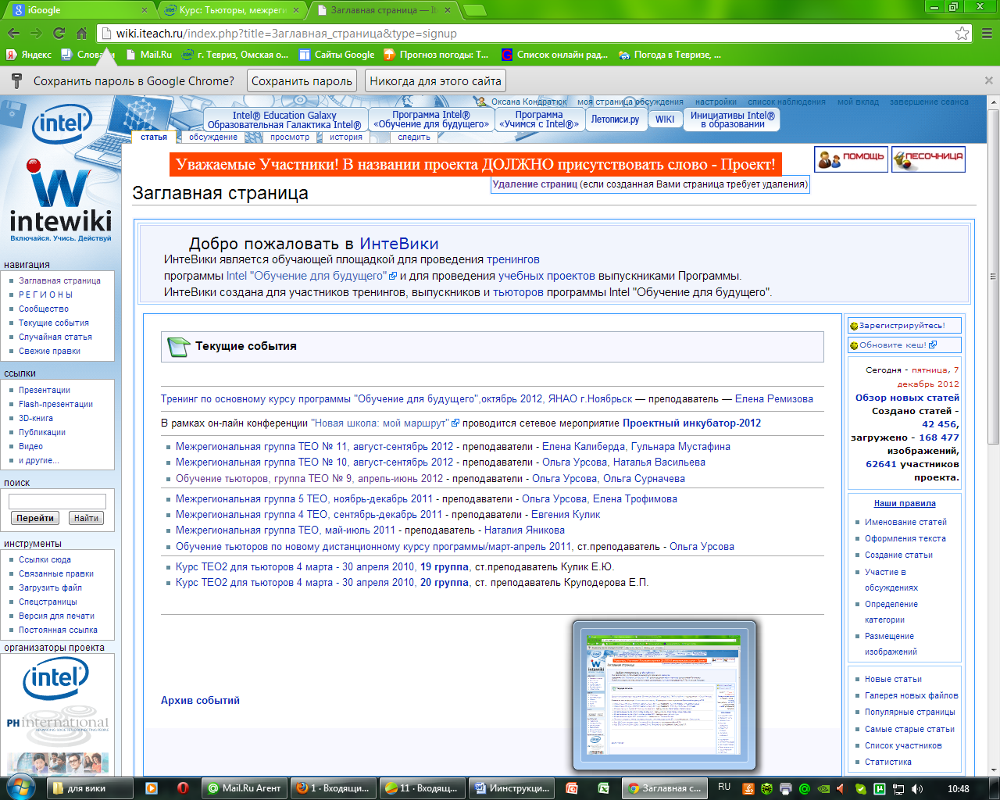 iGoogle
Курс: Тьюторы, межреги
Заглавная страница — It
wiki.iteach.ru/index.php?title=Заглавная_страница&type=signup
Яндекс
Mail.Ru
г. Тевриз, Омская о...
Сайты Google
Прогноз погоды: Т...
Список онлайн рад...
Погода в Тевризе, ...
Сохранить пароль в Google Chrome?
Сохранить пароль
Никогда для этого сайта
Оксана Кондратюк моя страница обсуждения настройки список наблюдения мой вклад завершение сеанса
Intel® Education Galaxy
Образовательная Галактика Intel®
Программа Intel®
«Обучение для будущего»
Программа
«Учимся с Intel®»
Летописи.ру
WIKI
Инициативы Intel®
в образовании
статья
обсуждение
просмотр
история
следить
intel
intewiki
Включайся. Учись. Действуй
Уважаемые Участники! В названии проекта ДОЛЖНО присутствовать слово - Проект!
ПОМОЩЬ
ПЕСОЧНИЦА
Удаление страниц (если созданная Вами страница требует удаления)
Заглавная страница
Добро пожаловать в ИнтеВики
ИнтеВики является обучающей площадкой для проведения тренингов
программы Intel "Обучение для будущего" и для проведения учебных проектов выпускниками Программы.
ИнтеВики создана для участников тренингов, выпускников и тьюторов программы Intel "Обучение для будущего".
навигация
Заглавная страница
Р Е Г И О Н Ы
Сообщество
Текущие события
Случайная статья
Свежие правки
ссылки
Презентации
Flash-презентации
3D-книга
Публикации
Видео
и другие...
поиск
Перейти
Найти
инструменты
Ссылки сюда
Связанные правки
Загрузить файл
Спецстраницы
Версия для печати
Постоянная ссылка
организаторы проекта
intel
PH international
Текущие события
Тренинг по основному курсу программы "Обучение для будущего",октябрь 2012, ЯНАО г.Ноябрьск — преподаватель — Елена Ремизова
В рамках он-лайн конференции "Новая школа: мой маршрут" проводится сетевое мероприятие Проектный инкубатор-2012
Межрегиональная группа ТЕО № 11, август-сентябрь 2012 - преподаватели - Елена Калиберда, Гульнара Мустафина
Межрегиональная группа ТЕО № 10, август-сентябрь 2012 - преподаватели - Ольга Урсова, Наталья Васильева
Обучение тьюторов, группа ТЕО № 9, апрель-июнь 2012 - преподаватели - Ольга Урсова, Ольга Сурначева
Межрегиональная группа 5 ТЕО, ноябрь-декабрь 2011 - преподаватели - Ольга Урсова, Елена Трофимова
Межрегиональная группа 4 ТЕО, сентябрь-декабрь 2011 - преподаватели - Евгения Кулик
Межрегиональная группа ТЕО, май-июль 2011 - преподаватель - Наталия Яникова
Обучение тьюторов по новому дистанционному курсу программы/март-апрель 2011, ст.преподаватель - Ольга Урсова
Курс ТЕО2 для тьюторов 4 марта - 30 апреля 2010, 19 группа, ст.преподаватель Кулик Е.Ю.
Курс ТЕО2 для тьюторов 4 марта - 30 апреля 2010, 20 группа, ст. преподаватель Круподерова Е.П.
Архив событий
Зарегистрируйтесь!
Обновите кеш!
Сегодня - пятница, 7
декабрь 2012
Обзор новых статей
Создано статей -
42 456,
загружено - 168 477
изображений,
62641 участников
проекта.
Наши правила
Именование статей
Оформления текста
Создание статьи
Участие в
обсуждениях
Определение
категории
Размещение
изображений
Новые статьи
Галерея новых файлов
Популярные страницы
Самые старые статьи
Список участников
Статистика
для вики
Mail.Ru Агент
1 · Входящи...
11 · Входящ...
Иинструкци...
Заглавная с...
RU
10:48